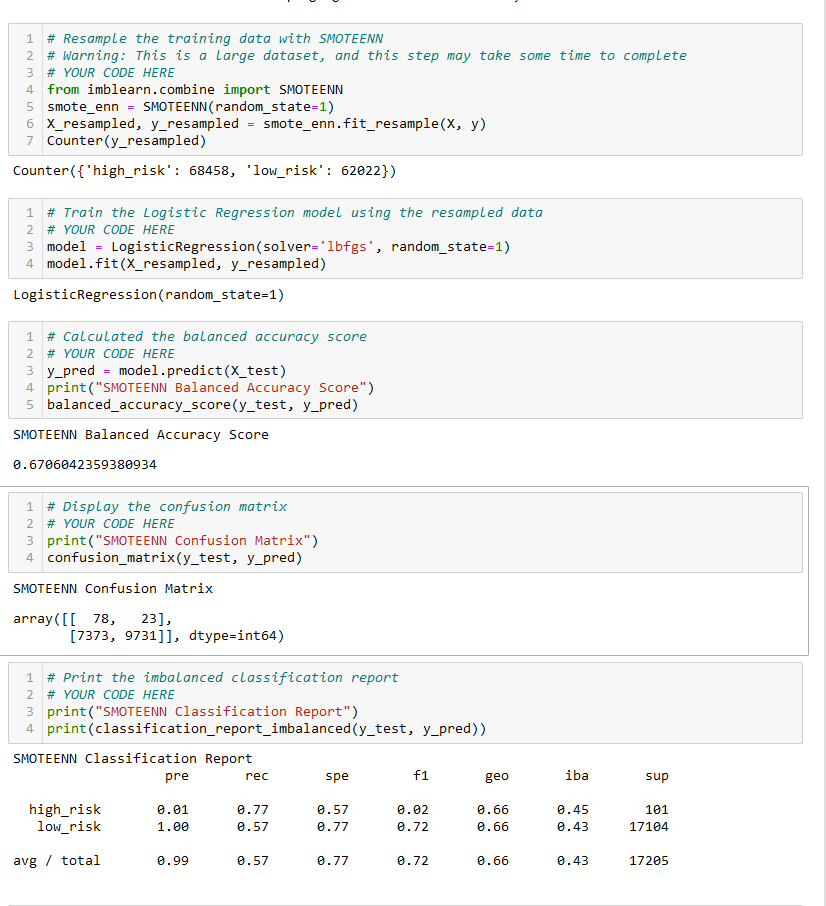 1 # Resample the training data with SMOTEENN
2 # Warning: This is a large dataset, and this step may take some time to complete
3 # YOUR CODE HERE
4 from imblearn.combine import SMOTEENN
5 smote_enn = SMOTEENN(random_state=1)
6 X_resampled, y_resampled = smote_enn.fit_resample(X, y)
7 Counter(y_resampled)
Counter({'high_risk': 68458, 'low_risk': 62022})
1 # Train the Logistic Regression model using the resampled data
2 # YOUR CODE HERE
3 model = LogisticRegression(solver='lbfgs', random_state=1)
4 model.fit(X_resampled, y_resampled)
LogisticRegression(random_state=1)
1 # Calculated the balanced accuracy score
2 # YOUR CODE HERE
3 y_pred = model.predict(X_test)
4 print("SMOTEENN Balanced Accuracy Score")
5 balanced_accuracy_score(y_test, y_pred)
SMOTEENN Balanced Accuracy Score
0.6706042359380934
1 # Display the confusion matrix
2 # YOUR CODE HERE
3 print("SMOTEENN Confusion Matrix")
4 confusion_matrix(y_test, y_pred)
SMOTEENN Confusion Matrix
array([[  78,   23],
       [7373, 9731]], dtype=int64)
1 # Print the imbalanced classification report
2 # YOUR CODE HERE
3 print("SMOTEENN Classification Report")
4 print(classification_report_imbalanced(y_test, y_pred))
SMOTEENN Classification Report
pre rec spe f1 geo iba sup
high_risk 0.01 0.77 0.57 0.02 0.66 0.45 101
low_risk 1.00 0.57 0.77 0.72 0.66 0.43 17104
avg / total 0.99 0.57 0.77 0.72 0.66 0.43 17205